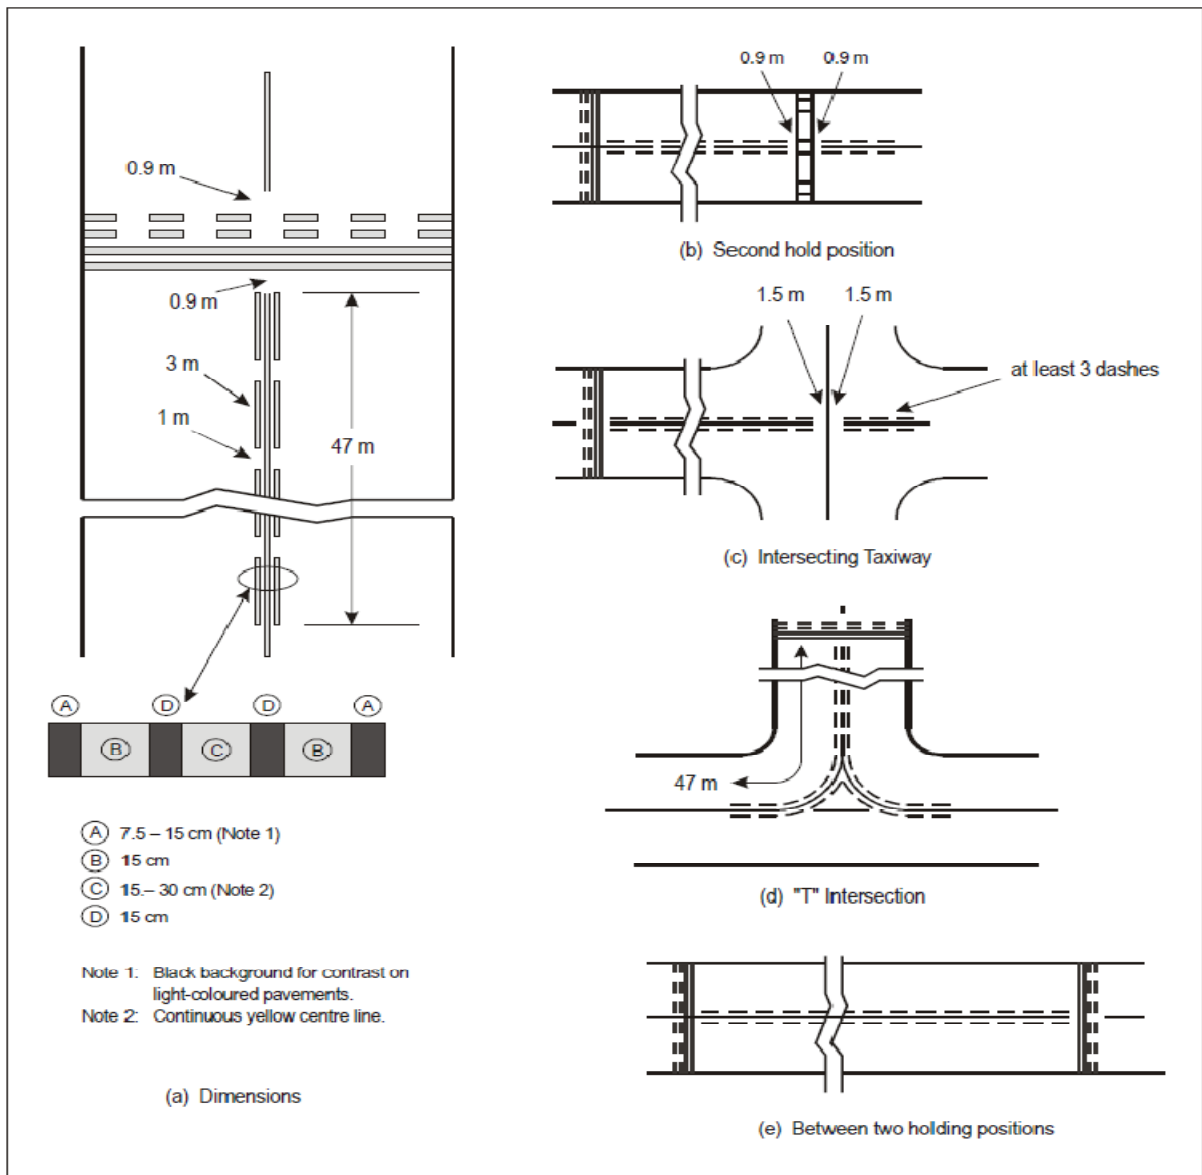 0.9 m
0.9 m
3 m
1 m
47 m
A
D
D
A
B
C
B
A 7.5 – 15 cm (Note 1)
B 15 cm
C 15.– 30 cm (Note 2)
D 15 cm
Note 1: Black background for contrast on
light-coloured pavements.
Note 2: Continuous yellow centre line.
(a) Dimensions
0.9 m 0.9 m
(b) Second hold position
1.5 m 1.5 m
at least 3 dashes
(c) Intersecting Taxiway
47 m
(d) "T" Intersection
(e) Between two holding positions